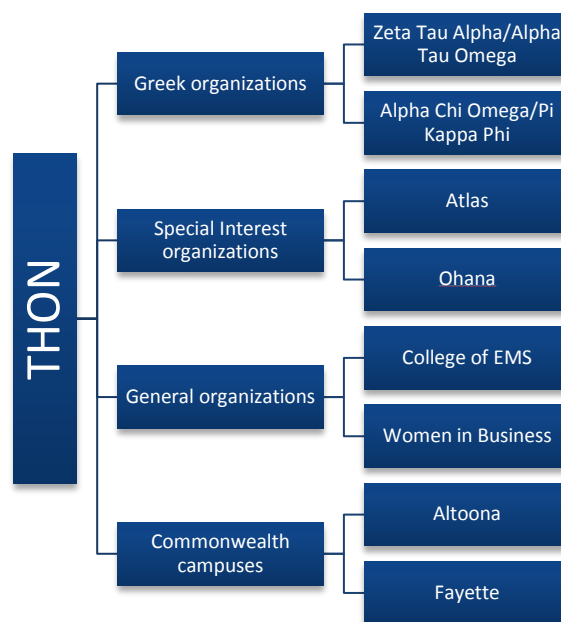 THON
Greek organizations
Zeta Tau Alpha/Alpha
Tau Omega
Alpha Chi Omega/Pi
Kappa Phi
Special Interest
organizations
Atlas
Ohana
General organizations
College of EMS
Women in Business
Commonwealth
campuses
Altoona
Fayette